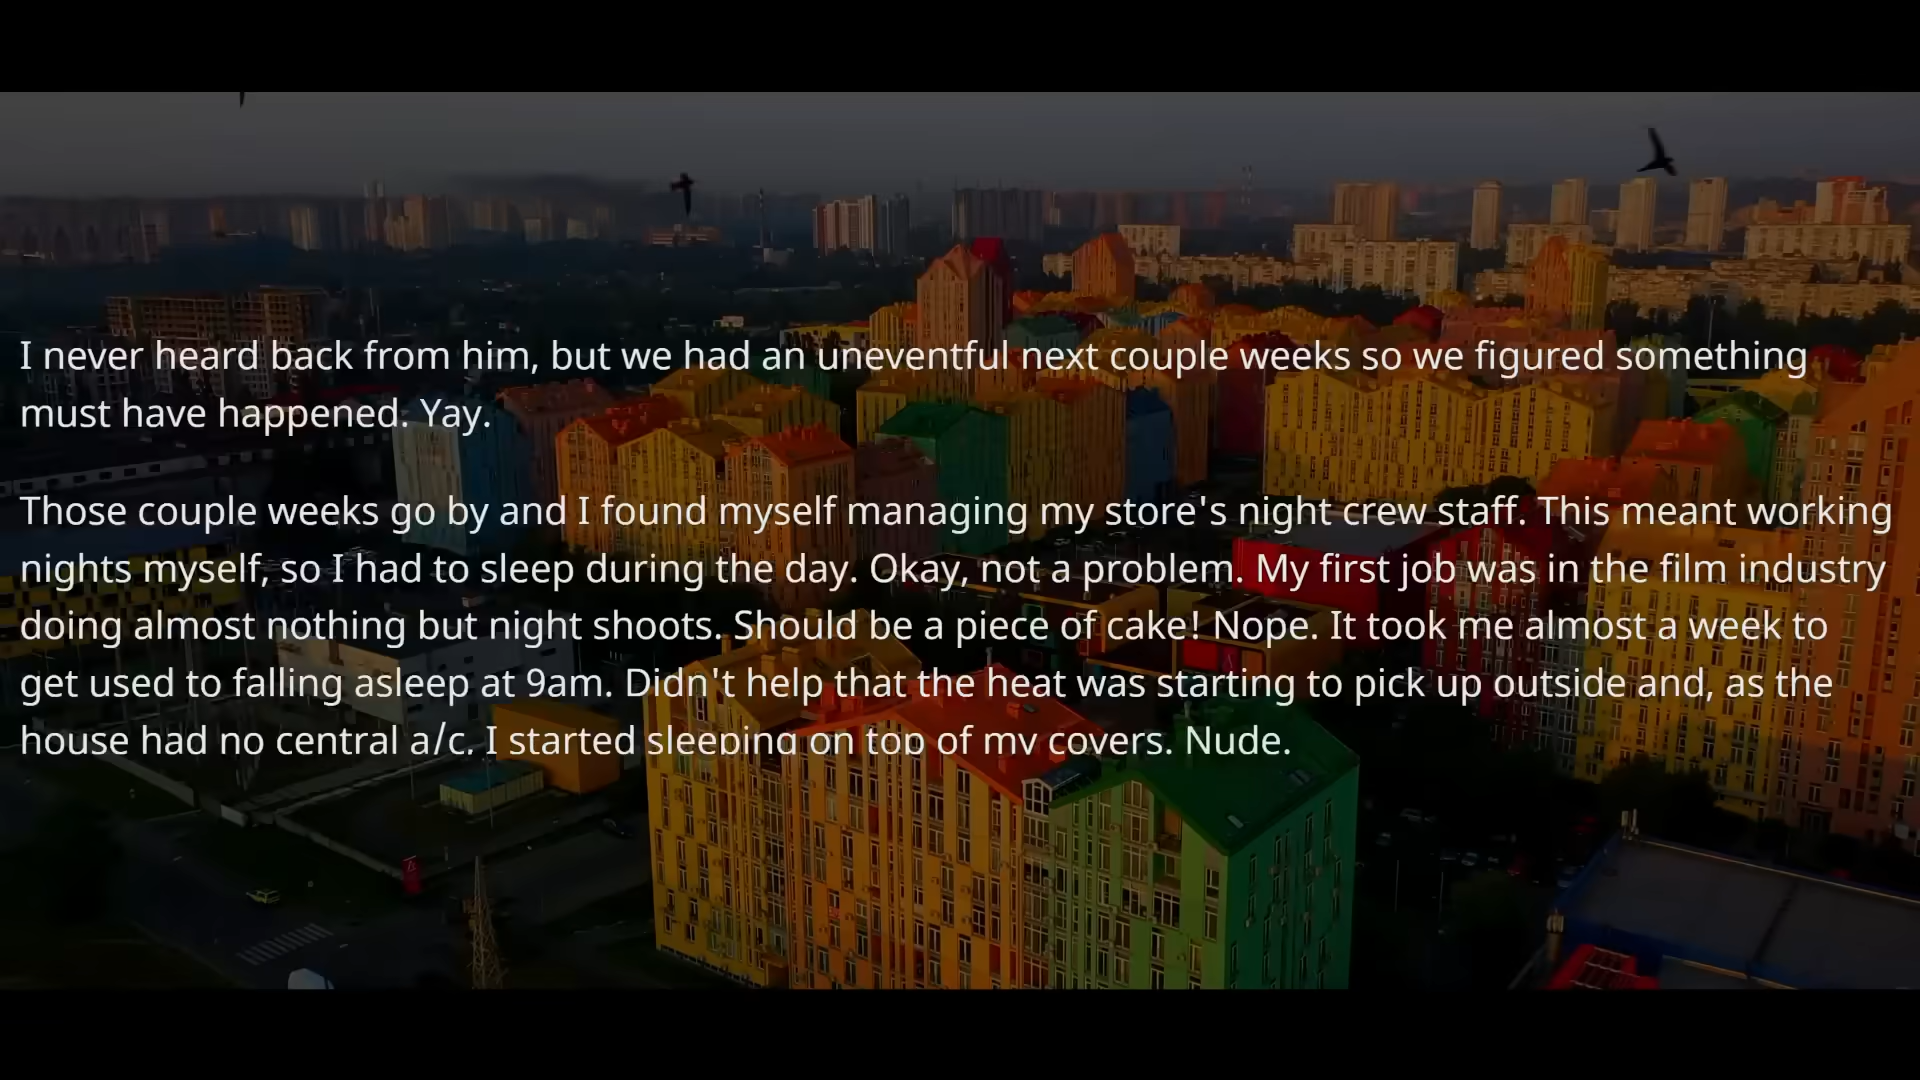 I never heard back from him, but we had an uneventful next couple weeks so we figured something
must have happened. Yay.
Those couple weeks go by and I found myself managing my store's night crew staff. This meant working
nights myself, so I had to sleep during the day. Okay, not a problem. My first job was in the film industry
doing almost nothing but night shoots. Should be a piece of cake! Nope. It took me almost a week to
get used to falling asleep at 9am. Didn't help that the heat was starting to pick up outside and, as the
house had no central a/c, I started sleeping on top of my covers. Nude.